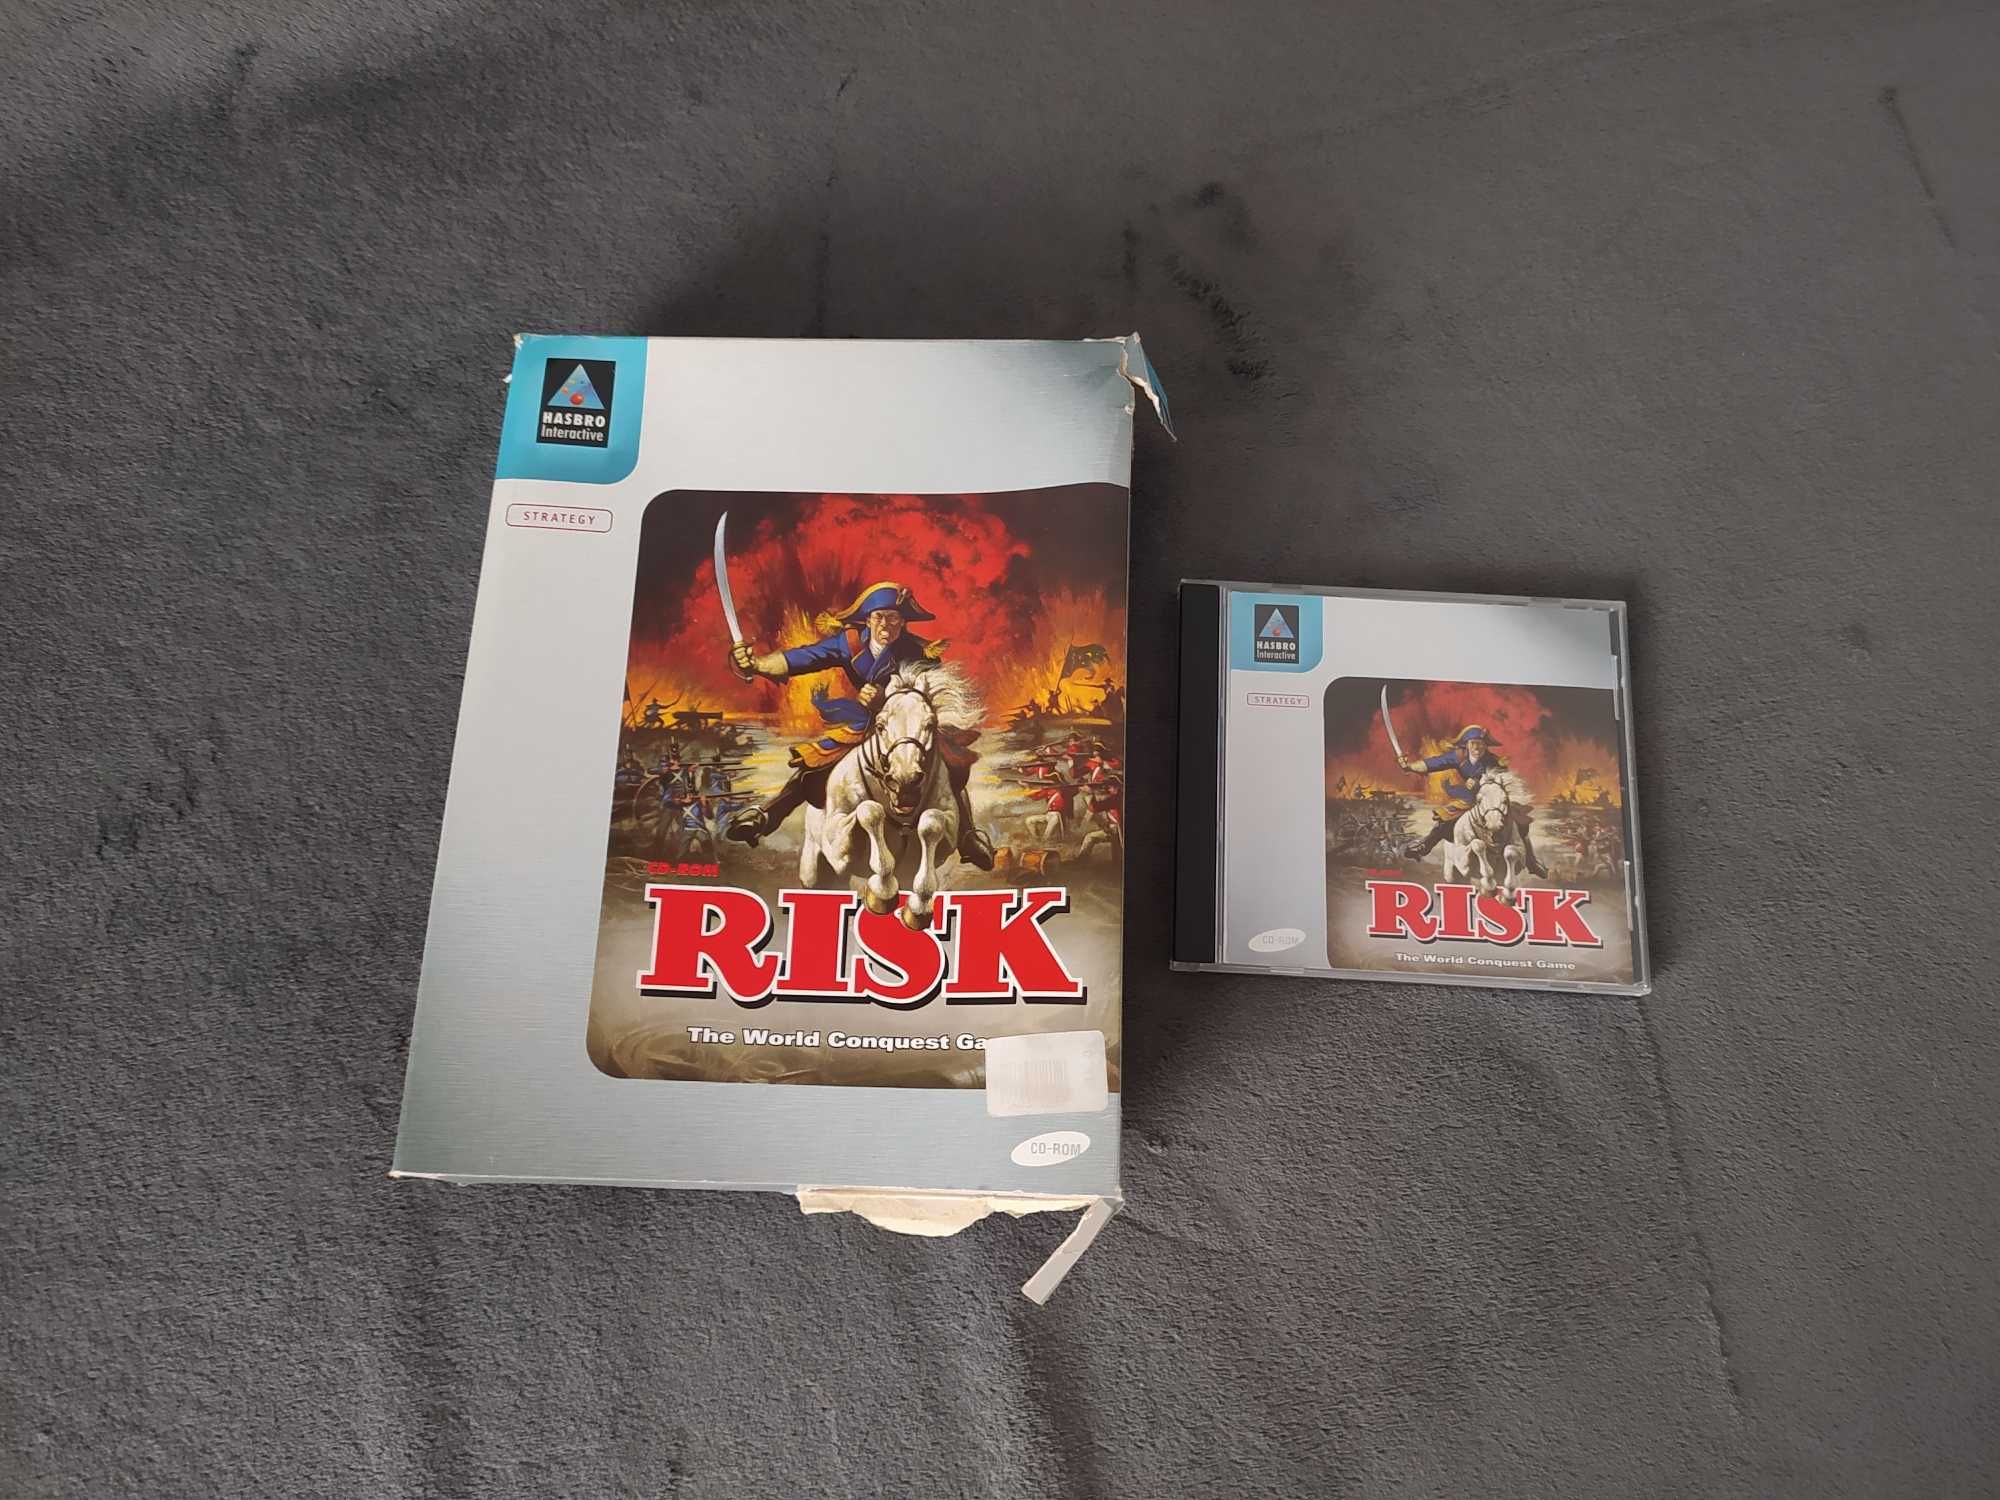 HASBRO
Interactive
STRATEGY
CD-ROM
RISK
The World Conquest
CD-ROM
HASBRO
Interactive
STRATEGY
RISK
CD-ROM
The World Conquest Game